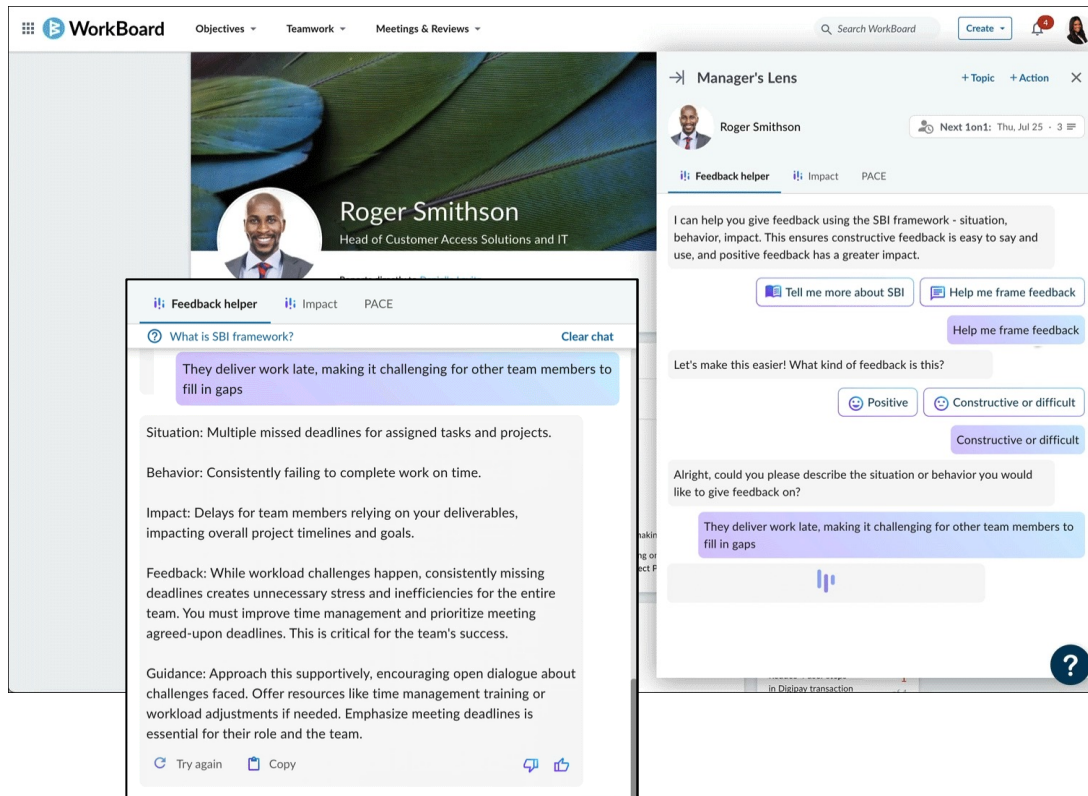 WorkBoard
Objectives
Teamwork
Meetings & Reviews
Search WorkBoard
Create
4
Roger Smithson
Head of Customer Access Solutions and IT
Manager's Lens
+ Topic
+ Action
Roger Smithson
Next 1on1: Thu, Jul 25 · 3
Feedback helper
Impact
PACE
I can help you give feedback using the SBI framework - situation,
behavior, impact. This ensures constructive feedback is easy to say and
use, and positive feedback has a greater impact.
Tell me more about SBI
Help me frame feedback
Help me frame feedback
Let's make this easier! What kind of feedback is this?
Positive
Constructive or difficult
Constructive or difficult
Alright, could you please describe the situation or behavior you would
like to give feedback on?
They deliver work late, making it challenging for other team members to
fill in gaps
?
in Digipay transaction
Feedback helper
Impact
PACE
? What is SBI framework?
Clear chat
They deliver work late, making it challenging for other team members to
fill in gaps
Situation: Multiple missed deadlines for assigned tasks and projects.
Behavior: Consistently failing to complete work on time.
Impact: Delays for team members relying on your deliverables,
impacting overall project timelines and goals.
Feedback: While workload challenges happen, consistently missing
deadlines creates unnecessary stress and inefficiencies for the entire
team. You must improve time management and prioritize meeting
agreed-upon deadlines. This is critical for the team's success.
Guidance: Approach this supportively, encouraging open dialogue about
challenges faced. Offer resources like time management training or
workload adjustments if needed. Emphasize meeting deadlines is
essential for their role and the team.
Try again
Copy